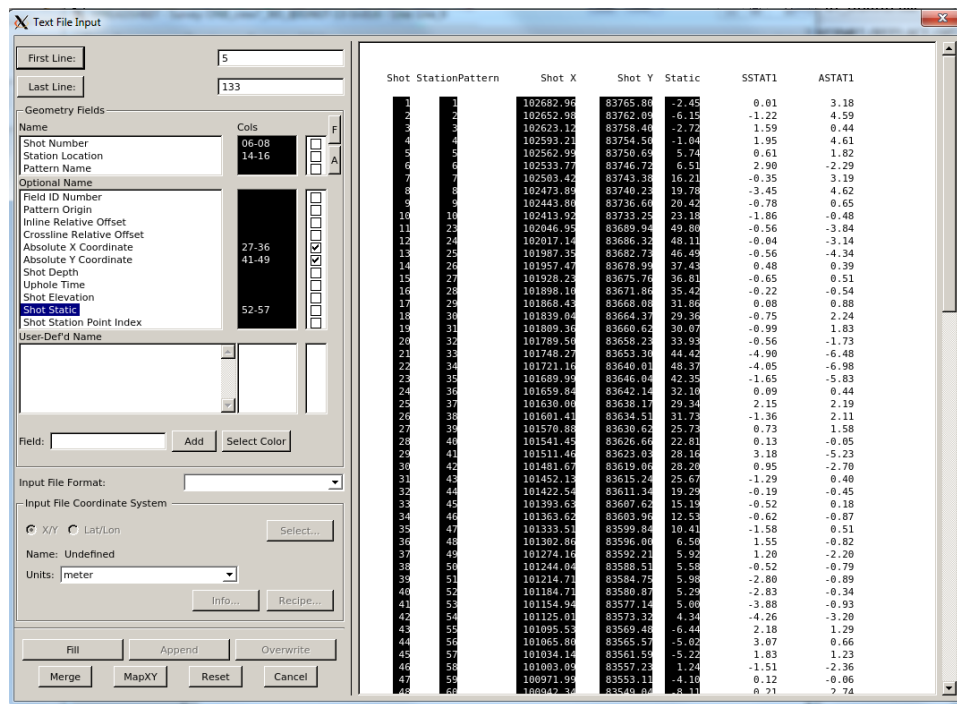 Text File Input
First Line: 5
Last Line: 133
Geometry Fields
Name Cols F
Shot Number 06-08
Station Location 14-16 A
Pattern Name
Optional Name
Field ID Number
Pattern Origin
Inline Relative Offset
Crossline Relative Offset
Absolute X Coordinate 27-36
Absolute Y Coordinate 41-49
Shot Depth
Uphole Time
Shot Elevation
Shot Static 52-57
Shot Station Point Index
User-Def'd Name
Field: Add Select Color
Input File Format:
Input File Coordinate System
X/Y Lat/Lon Select...
Name: Undefined
Units: meter
Info... Recipe...
Fill Append Overwrite
Merge MapXY Reset Cancel
Shot StationPattern Shot X Shot Y Static SSTAT1 ASTAT1
1 1 102682.96 83765.80 -2.45 0.01 3.18
2 2 102652.98 83762.09 -6.15 -1.22 4.59
3 3 102623.12 83758.40 -2.72 1.59 0.44
4 4 102593.21 83754.50 -1.04 1.95 4.61
5 5 102562.99 83750.69 5.74 0.61 1.82
6 6 102533.77 83746.72 6.51 2.90 -2.29
7 7 102503.42 83743.38 16.21 -0.35 3.19
8 8 102473.89 83740.23 19.78 -3.45 4.62
9 9 102443.80 83736.60 20.42 -0.78 0.65
10 10 102413.92 83733.25 23.18 -1.86 -0.48
11 23 102046.95 83689.94 49.80 -0.56 -3.84
12 24 102017.14 83686.32 48.11 -0.04 -3.14
13 25 101987.35 83682.73 46.49 -0.56 -4.34
14 26 101957.47 83678.99 37.43 0.48 0.39
15 27 101928.23 83675.76 36.81 -0.65 0.51
16 28 101898.10 83671.86 35.42 -0.22 -0.54
17 29 101868.43 83668.08 31.86 0.08 0.88
18 30 101839.04 83664.37 29.36 -0.75 2.24
19 31 101809.36 83660.62 30.07 -0.99 1.83
20 32 101789.50 83658.23 33.93 -0.56 -1.73
21 33 101748.27 83653.30 44.42 -4.90 -6.48
22 34 101721.16 83640.01 48.37 -4.05 -6.98
23 35 101689.99 83646.04 42.35 -1.65 -5.83
24 36 101659.84 83642.14 32.10 0.09 0.44
25 37 101630.00 83638.17 29.34 2.15 2.19
26 38 101601.41 83634.51 31.73 -1.36 2.11
27 39 101570.88 83630.62 25.73 0.73 1.58
28 40 101541.45 83626.66 22.81 0.13 -0.05
29 41 101511.46 83623.03 28.16 3.18 -5.23
30 42 101481.67 83619.06 28.20 0.95 -2.70
31 43 101452.13 83615.24 25.67 -1.29 0.40
32 44 101422.54 83611.34 19.29 -0.19 -0.45
33 45 101393.63 83607.62 15.19 -0.52 0.18
34 46 101363.62 83603.96 12.53 -0.62 -0.87
35 47 101333.51 83599.84 10.41 -1.58 0.51
36 48 101302.86 83596.00 6.50 1.55 -0.82
37 49 101274.16 83592.21 5.92 1.20 -2.20
38 50 101244.04 83588.51 5.58 -0.52 -0.79
39 51 101214.71 83584.75 5.98 -2.80 -0.89
40 52 101184.71 83580.87 5.29 -2.83 -0.34
41 53 101154.94 83577.14 5.00 -3.88 -0.93
42 54 101125.01 83573.32 4.34 -4.26 -3.20
43 55 101095.53 83569.48 -6.44 2.18 1.29
44 56 101065.80 83565.57 -5.02 3.07 0.66
45 57 101034.14 83561.59 -5.22 1.83 1.23
46 58 101003.09 83557.23 1.24 -1.51 -2.36
47 59 100971.99 83553.11 -4.10 0.12 -0.06
48 60 100942.34 83549.04 -8.11 0.21 2.74